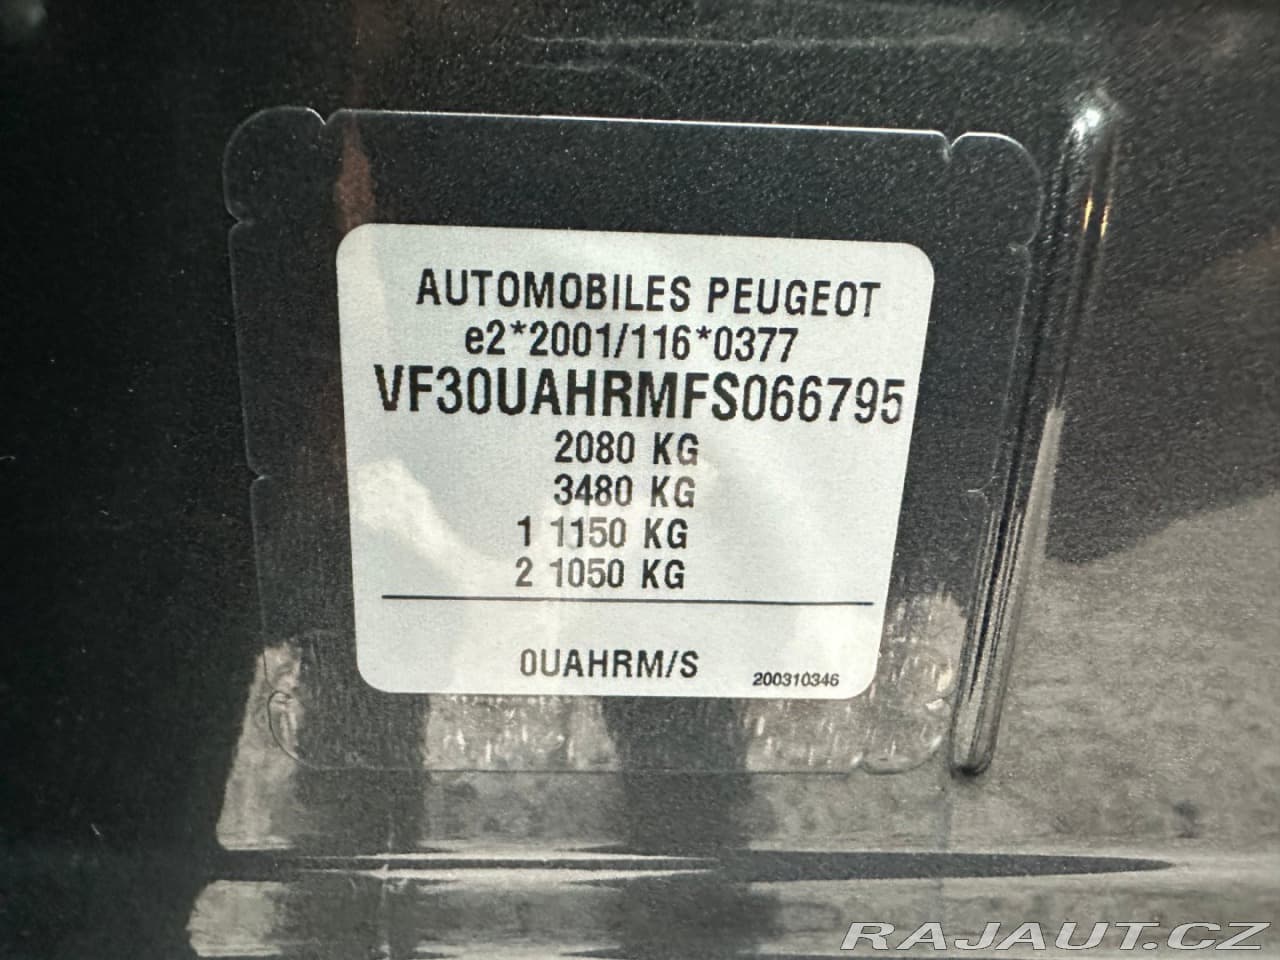 AUTOMOBILES PEUGEOT
e2*2001/116*0377
VF30UAHRMFS066795
2080 KG
3480 KG
1 1150 KG
2 1050 KG
0UAHRM/S
200310346
RAJAUT.CZ